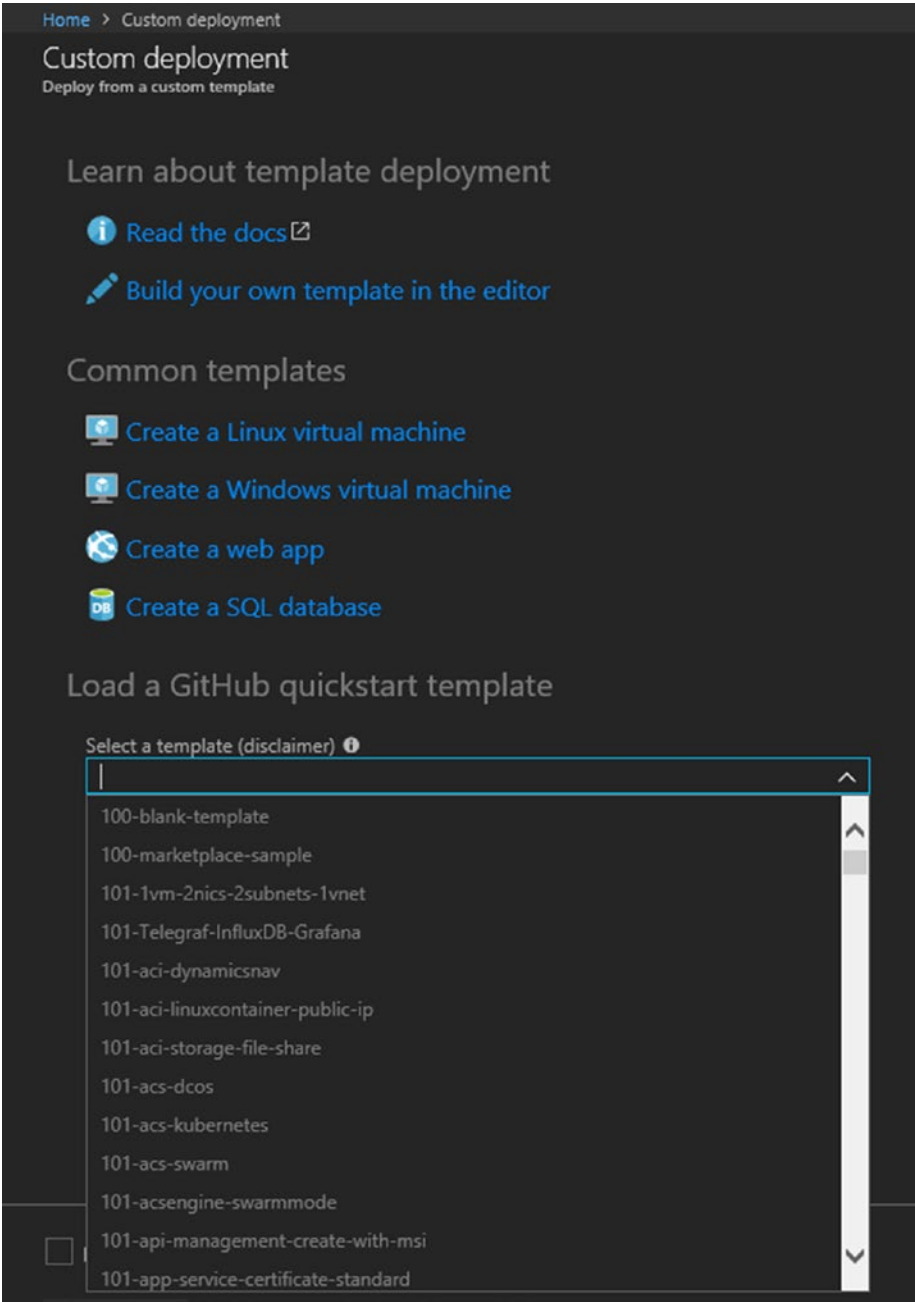 Home > Custom deployment
Custom deployment
Deploy from a custom template
Learn about template deployment
Read the docs
Build your own template in the editor
Common templates
Create a Linux virtual machine
Create a Windows virtual machine
Create a web app
DB Create a SQL database
Load a GitHub quickstart template
Select a template (disclaimer)
100-blank-template
100-marketplace-sample
101-1vm-2nics-2subnets-1vnet
101-Telegraf-InfluxDB-Grafana
101-aci-dynamicsnav
101-aci-linuxcontainer-public-ip
101-aci-storage-file-share
101-acs-dcos
101-acs-kubernetes
101-acs-swarm
101-acsengine-swarmmode
101-api-management-create-with-msi
101-app-service-certificate-standard